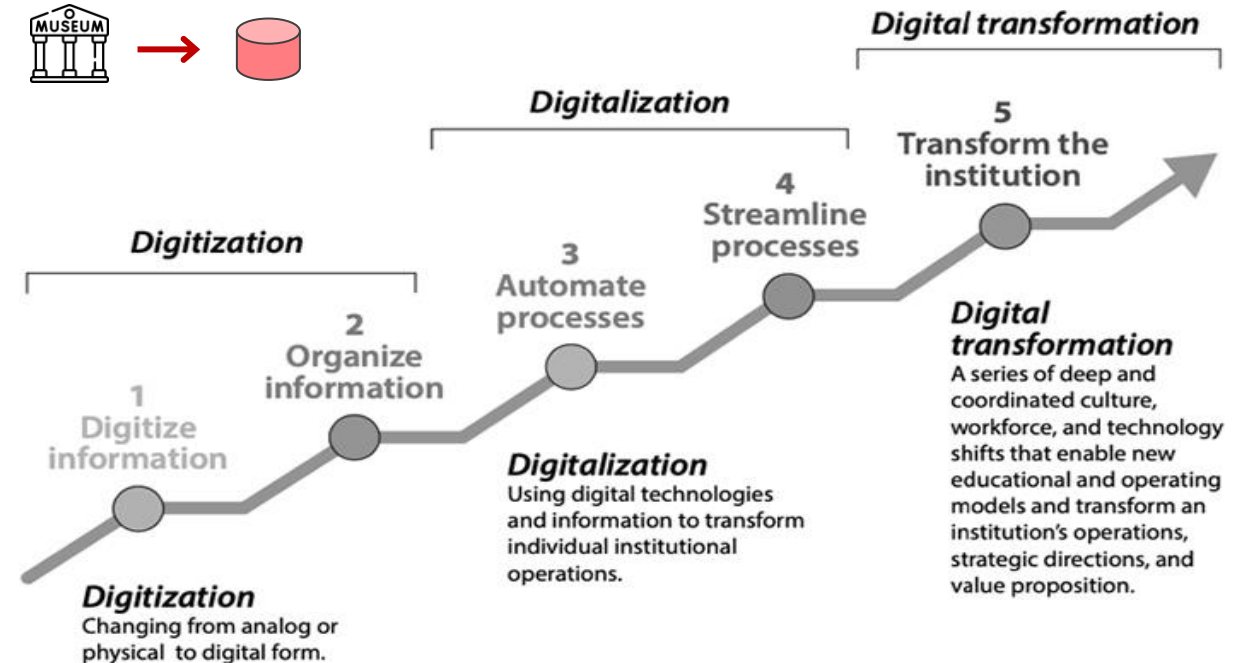 MUSEUM
Digital transformation
Digitalization
5
Transform the
institution
4
Streamline
processes
Digitization
3
Automate
processes
2
Organize
information
1
Digitize
information
Digital
transformation
A series of deep and
coordinated culture,
workforce, and technology
shifts that enable new
educational and operating
models and transform an
institution's operations,
strategic directions, and
value proposition.
Digitalization
Using digital technologies
and information to transform
individual institutional
operations.
Digitization
Changing from analog or
physical to digital form.